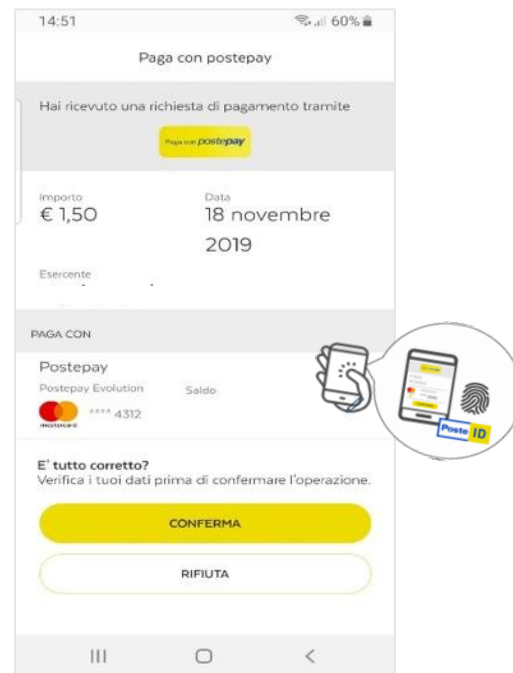 14:51 60%
Paga con postepay
Hai ricevuto una richiesta di pagamento tramite
Paga con postepay
Importo Data
€ 1,50 18 novembre
2019
Esercente
PAGA CON
Postepay
Postepay Evolution Saldo
**** 4312
mastercard
Poste ID
E' tutto corretto?
Verifica i tuoi dati prima di confermare l'operazione.
CONFERMA
RIFIUTA